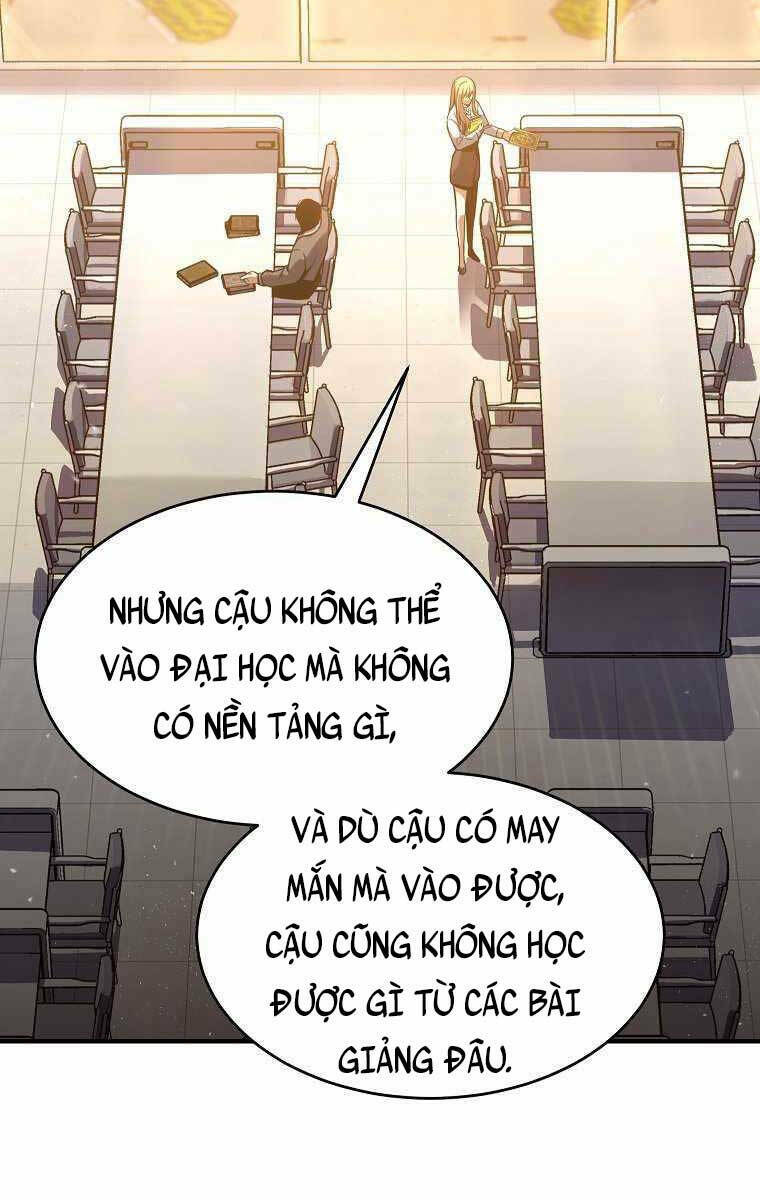 NHƯNG CẬU KHÔNG THỂ
VÀO ĐẠI HỌC MÀ KHÔNG
CÓ NỀN TẢNG GÌ,
VÀ DÙ CẬU CÓ MAY
MẮN MÀ VÀO ĐƯỢC,
CẬU CŨNG KHÔNG HỌC
ĐƯỢC GÌ TỪ CÁC BÀI
GIẢNG ĐÂU.